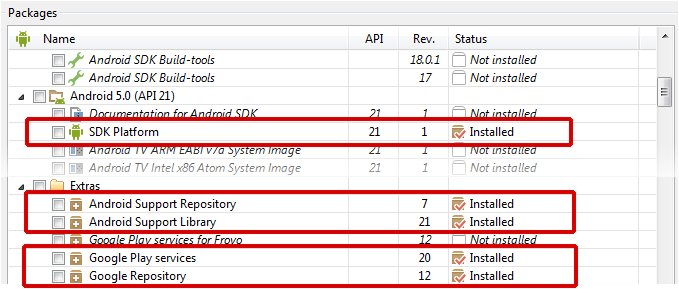 Packages
Name API Rev. Status
Android SDK Build-tools 18.0.1 Not installed
Android SDK Build-tools 17 Not installed
Android 5.0 (API 21)
Documentation for Android SDK 21 1 Not installed
SDK Platform 21 1 Installed
Android TV ARM EABI v7a System Image 21 1 Not installed
Android TV Intel x86 Atom System Image 21 1 Not installed
Extras
Android Support Repository 7 Installed
Android Support Library 21 Installed
Google Play services for Froyo 12 Not installed
Google Play services 20 Installed
Google Repository 12 Installed